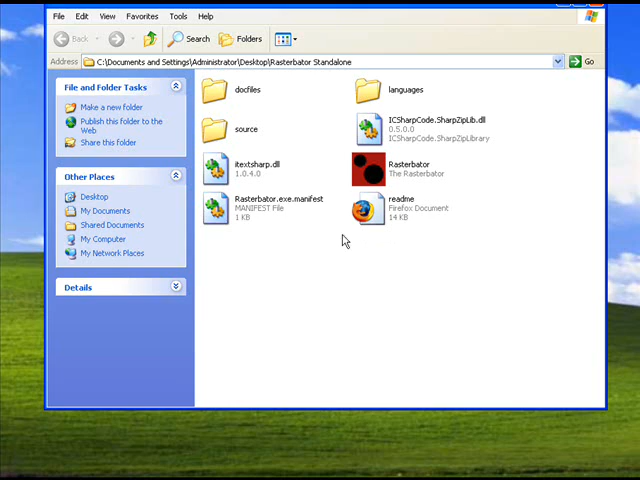 File Edit View Favorites Tools Help
Back Search Folders
Address C:\Documents and Settings\Administrator\Desktop\Rasterbator Standalone Go
File and Folder Tasks
Make a new folder
Publish this folder to the
Web
Share this folder
Other Places
Desktop
My Documents
Shared Documents
My Computer
My Network Places
Details
docfiles
languages
source
ICSharpCode.SharpZipLib.dll
0.5.0.0
ICSharpCode.SharpZipLibrary
itextsharp.dll
1.0.4.0
Rasterbator
The Rasterbator
Rasterbator.exe.manifest
MANIFEST File
1 KB
readme
Firefox Document
14 KB